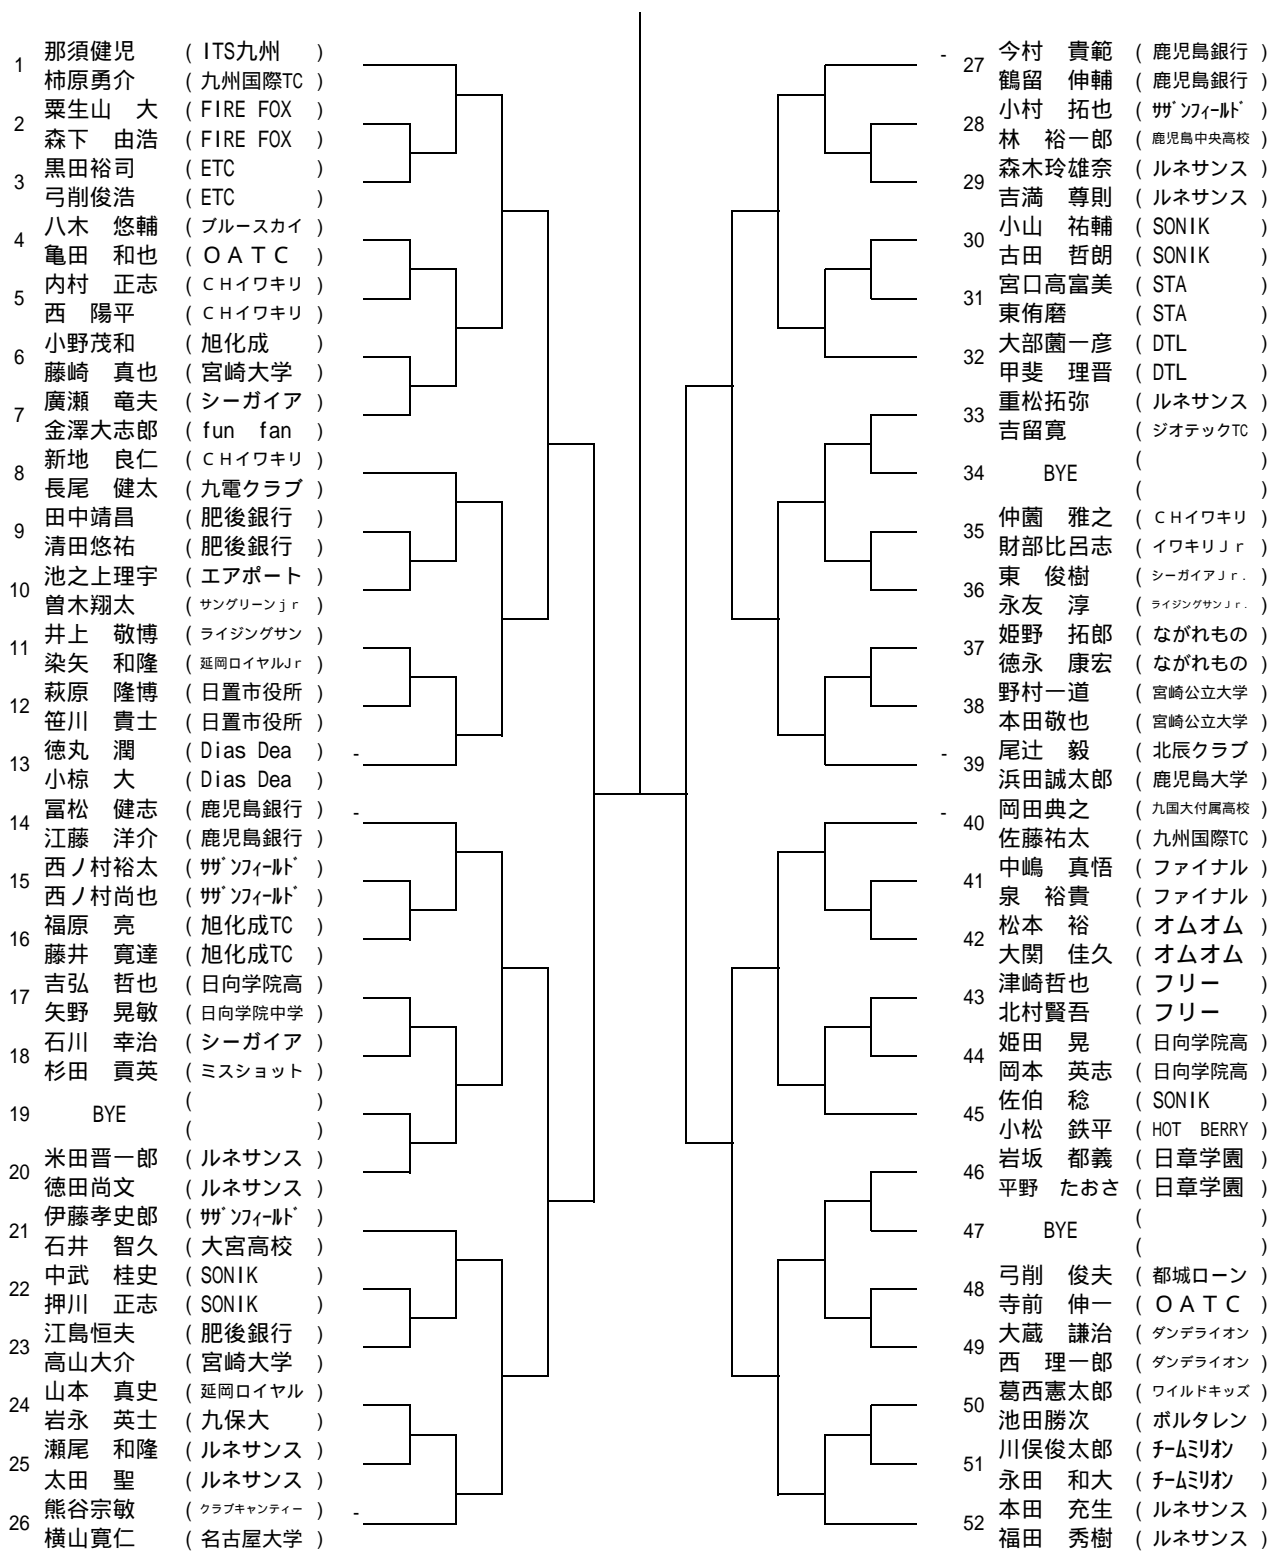 1 那須健児 ( ITS九州 )
柿原勇介 ( 九州国際TC )
2 粟生山 大 ( FIRE FOX )
森下 由浩 ( FIRE FOX )
3 黒田裕司 ( ETC )
弓削俊浩 ( ETC )
4 八木 悠輔 ( ブルースカイ )
亀田 和也 ( ＯＡＴＣ )
5 内村 正志 ( ＣＨイワキリ )
西 陽平 ( ＣＨイワキリ )
6 小野茂和 ( 旭化成 )
藤崎 真也 ( 宮崎大学 )
7 廣瀬 竜夫 ( シーガイア )
金澤大志郎 ( fun fan )
8 新地 良仁 ( ＣＨイワキリ )
長尾 健太 ( 九電クラブ )
9 田中靖昌 ( 肥後銀行 )
清田悠祐 ( 肥後銀行 )
10 池之上理宇 ( エアポート )
曽木翔太 ( サングリーンｊｒ )
11 井上 敬博 ( ライジングサン )
染矢 和隆 ( 延岡ロイヤルJr )
12 萩原 隆博 ( 日置市役所 )
笹川 貴士 ( 日置市役所 )
13 徳丸 潤 ( Dias Dea ) -
小椋 大 ( Dias Dea )
14 冨松 健志 ( 鹿児島銀行 ) -
江藤 洋介 ( 鹿児島銀行 )
15 西ノ村裕太 ( ｻｻﾞﾝﾌｨｰﾙﾄﾞ )
西ノ村尚也 ( ｻｻﾞﾝﾌｨｰﾙﾄﾞ )
16 福原 亮 ( 旭化成TC )
藤井 寛達 ( 旭化成TC )
17 吉弘 哲也 ( 日向学院高 )
矢野 晃敏 ( 日向学院中学 )
18 石川 幸治 ( シーガイア )
杉田 貢英 ( ミスショット )
19 BYE ( )
( )
20 米田晋一郎 ( ルネサンス )
徳田尚文 ( ルネサンス )
21 伊藤孝史郎 ( ｻｻﾞﾝﾌｨｰﾙﾄﾞ )
石井 智久 ( 大宮高校 )
22 中武 桂史 ( SONIK )
押川 正志 ( SONIK )
23 江島恒夫 ( 肥後銀行 )
高山大介 ( 宮崎大学 )
24 山本 真史 ( 延岡ロイヤル )
岩永 英士 ( 九保大 )
25 瀬尾 和隆 ( ルネサンス )
太田 聖 ( ルネサンス )
26 熊谷宗敏 ( クラブキャンティー ) -
横山寛仁 ( 名古屋大学 )
- 27 今村 貴範 ( 鹿児島銀行 )
鶴留 伸輔 ( 鹿児島銀行 )
28 小村 拓也 ( ｻｻﾞﾝﾌｨｰﾙﾄﾞ )
林 裕一郎 ( 鹿児島中央高校 )
29 森木玲雄奈 ( ルネサンス )
吉満 尊則 ( ルネサンス )
30 小山 祐輔 ( SONIK )
古田 哲朗 ( SONIK )
31 宮口高富美 ( STA )
東侑磨 ( STA )
32 大部薗一彦 ( DTL )
甲斐 理晋 ( DTL )
33 重松拓弥 ( ルネサンス )
吉留寛 ( ジオテックTC )
34 BYE ( )
( )
35 仲薗 雅之 ( ＣＨイワキリ )
財部比呂志 ( イワキリＪｒ )
36 東 俊樹 ( シーガイアＪｒ. )
永友 淳 ( ライジングサンＪｒ. )
37 姫野 拓郎 ( ながれもの )
徳永 康宏 ( ながれもの )
38 野村一道 ( 宮崎公立大学 )
本田敬也 ( 宮崎公立大学 )
- 39 尾辻 毅 ( 北辰クラブ )
浜田誠太郎 ( 鹿児島大学 )
- 40 岡田典之 ( 九国大付属高校 )
佐藤祐太 ( 九州国際TC )
41 中嶋 真悟 ( ファイナル )
泉 裕貴 ( ファイナル )
42 松本 裕 ( オムオム )
大関 佳久 ( オムオム )
43 津崎哲也 ( フリー )
北村賢吾 ( フリー )
44 姫田 晃 ( 日向学院高 )
岡本 英志 ( 日向学院高 )
45 佐伯 稔 ( SONIK )
小松 鉄平 ( HOT BERRY )
46 岩坂 都義 ( 日章学園 )
平野 たおさ ( 日章学園 )
47 BYE ( )
( )
48 弓削 俊夫 ( 都城ローン )
寺前 伸一 ( ＯＡＴＣ )
49 大蔵 謙治 ( ダンデライオン )
西 理一郎 ( ダンデライオン )
50 葛西憲太郎 ( ワイルドキッズ )
池田勝次 ( ボルタレン )
51 川俣俊太郎 ( ﾁｰﾑミリオン )
永田 和大 ( ﾁｰﾑミリオン )
52 本田 充生 ( ルネサンス )
福田 秀樹 ( ルネサンス )